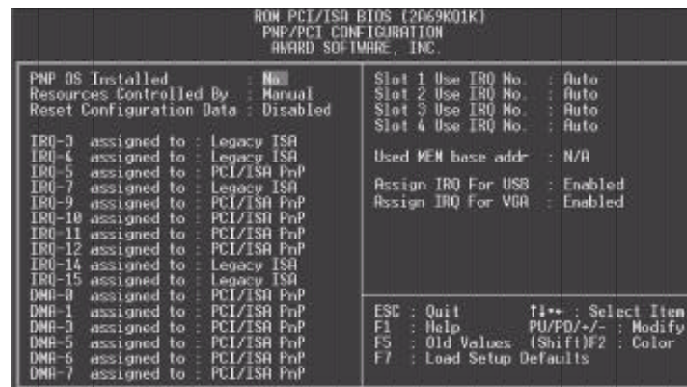 ROM PCI/ISA BIOS (2A69KQ1K)
PNP/PCI CONFIGURATION
AWARD SOFTWARE, INC.
PNP OS Installed : No
Resources Controlled By : Manual
Reset Configuration Data : Disabled
IRQ-3 assigned to : Legacy ISA
IRQ-4 assigned to : Legacy ISA
IRQ-5 assigned to : PCI/ISA PnP
IRQ-7 assigned to : Legacy ISA
IRQ-9 assigned to : PCI/ISA PnP
IRQ-10 assigned to : PCI/ISA PnP
IRQ-11 assigned to : PCI/ISA PnP
IRQ-12 assigned to : PCI/ISA PnP
IRQ-14 assigned to : Legacy ISA
IRQ-15 assigned to : Legacy ISA
DMA-0 assigned to : PCI/ISA PnP
DMA-1 assigned to : PCI/ISA PnP
DMA-3 assigned to : PCI/ISA PnP
DMA-5 assigned to : PCI/ISA PnP
DMA-6 assigned to : PCI/ISA PnP
DMA-7 assigned to : PCI/ISA PnP
Slot 1 Use IRQ No. : Auto
Slot 2 Use IRQ No. : Auto
Slot 3 Use IRQ No. : Auto
Slot 4 Use IRQ No. : Auto
Used MEM base addr : N/A
Assign IRQ For USB : Enabled
Assign IRQ For VGA : Enabled
ESC : Quit ↑↓→← : Select Item
F1 : Help PU/PD/+/- : Modify
F5 : Old Values (Shift)F2 : Color
F7 : Load Setup Defaults